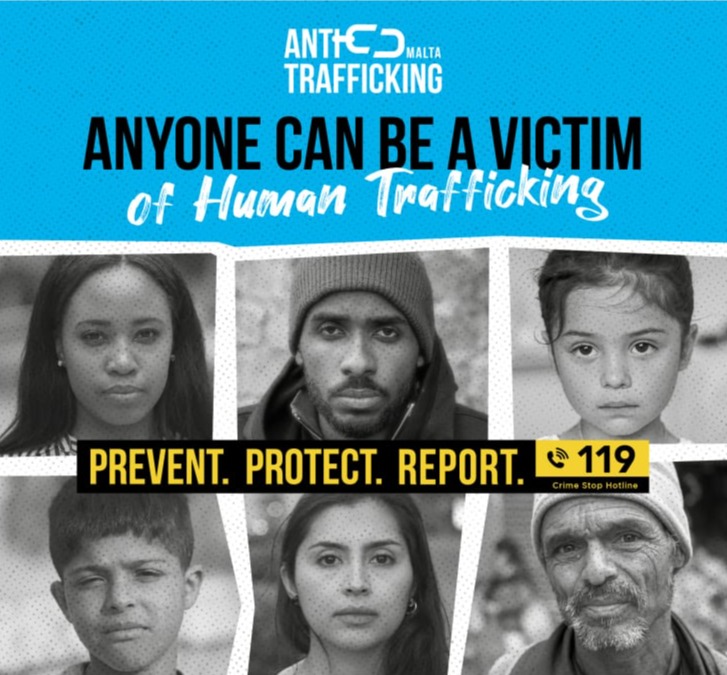 ANTI
MALTA
TRAFFICKING
ANYONE CAN BE A VICTIM
of Human Trafficking
PREVENT. PROTECT. REPORT.
119
Crime Stop Hotline